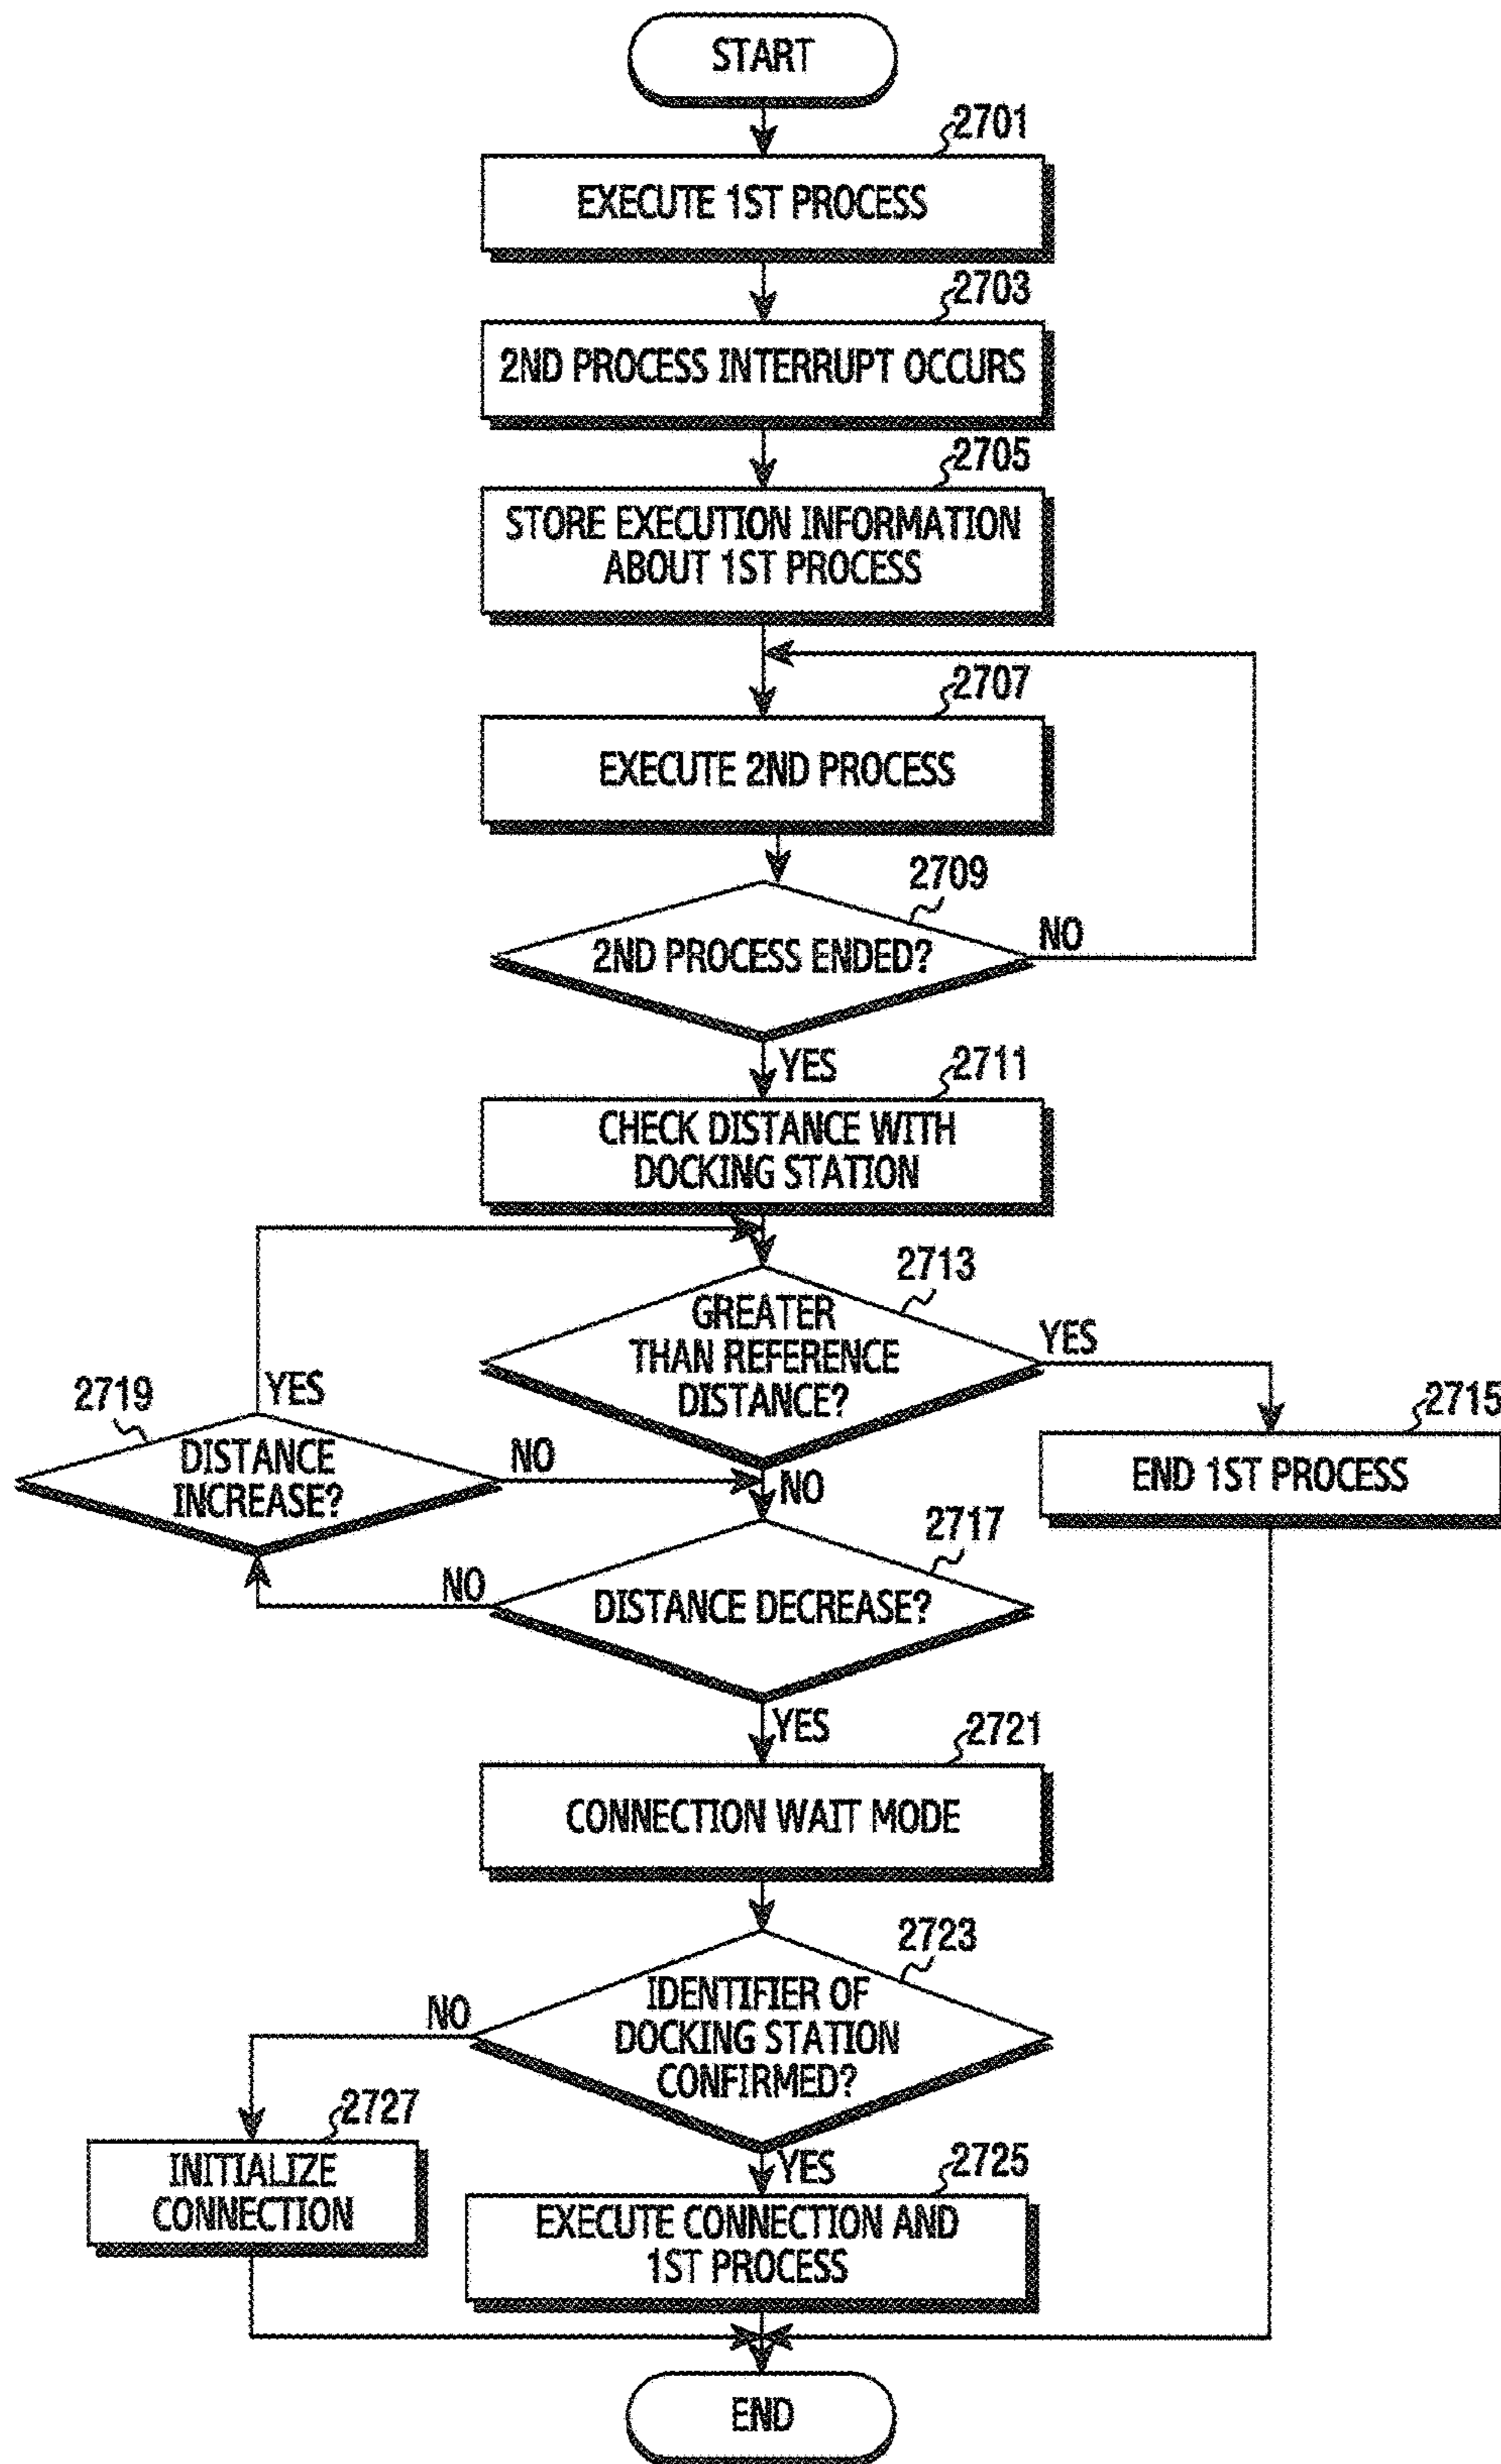 START
2701
EXECUTE 1ST PROCESS
2703
2ND PROCESS INTERRUPT OCCURS
2705
STORE EXECUTION INFORMATION
ABOUT 1ST PROCESS
2707
EXECUTE 2ND PROCESS
2709
2ND PROCESS ENDED?
NO
YES
2711
CHECK DISTANCE WITH
DOCKING STATION
2713
GREATER
THAN REFERENCE
DISTANCE?
YES
2715
END 1ST PROCESS
NO
2717
DISTANCE DECREASE?
NO
2719
DISTANCE
INCREASE?
YES
NO
YES
2721
CONNECTION WAIT MODE
2723
IDENTIFIER OF
DOCKING STATION
CONFIRMED?
NO
2727
INITIALIZE
CONNECTION
YES
2725
EXECUTE CONNECTION AND
1ST PROCESS
END